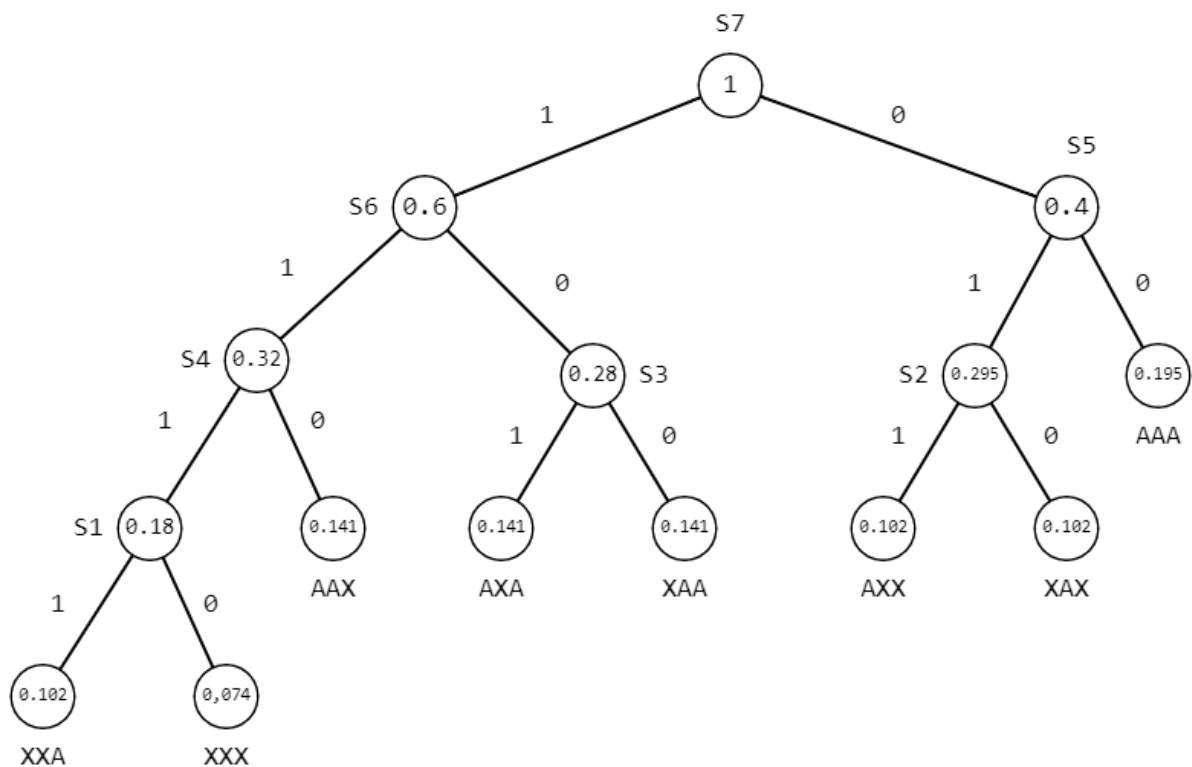 S7
1
1 0
S5
S6 0.6 0.4
1 0 1 0
S4 0.32 0.28 S3 S2 0.295 0.195
1 0 1 0 1 0 AAA
S1 0.18 0.141 0.141 0.141 0.102 0.102
AAX AXA XAA AXX XAX
1 0
0.102 0,074
XXA XXX